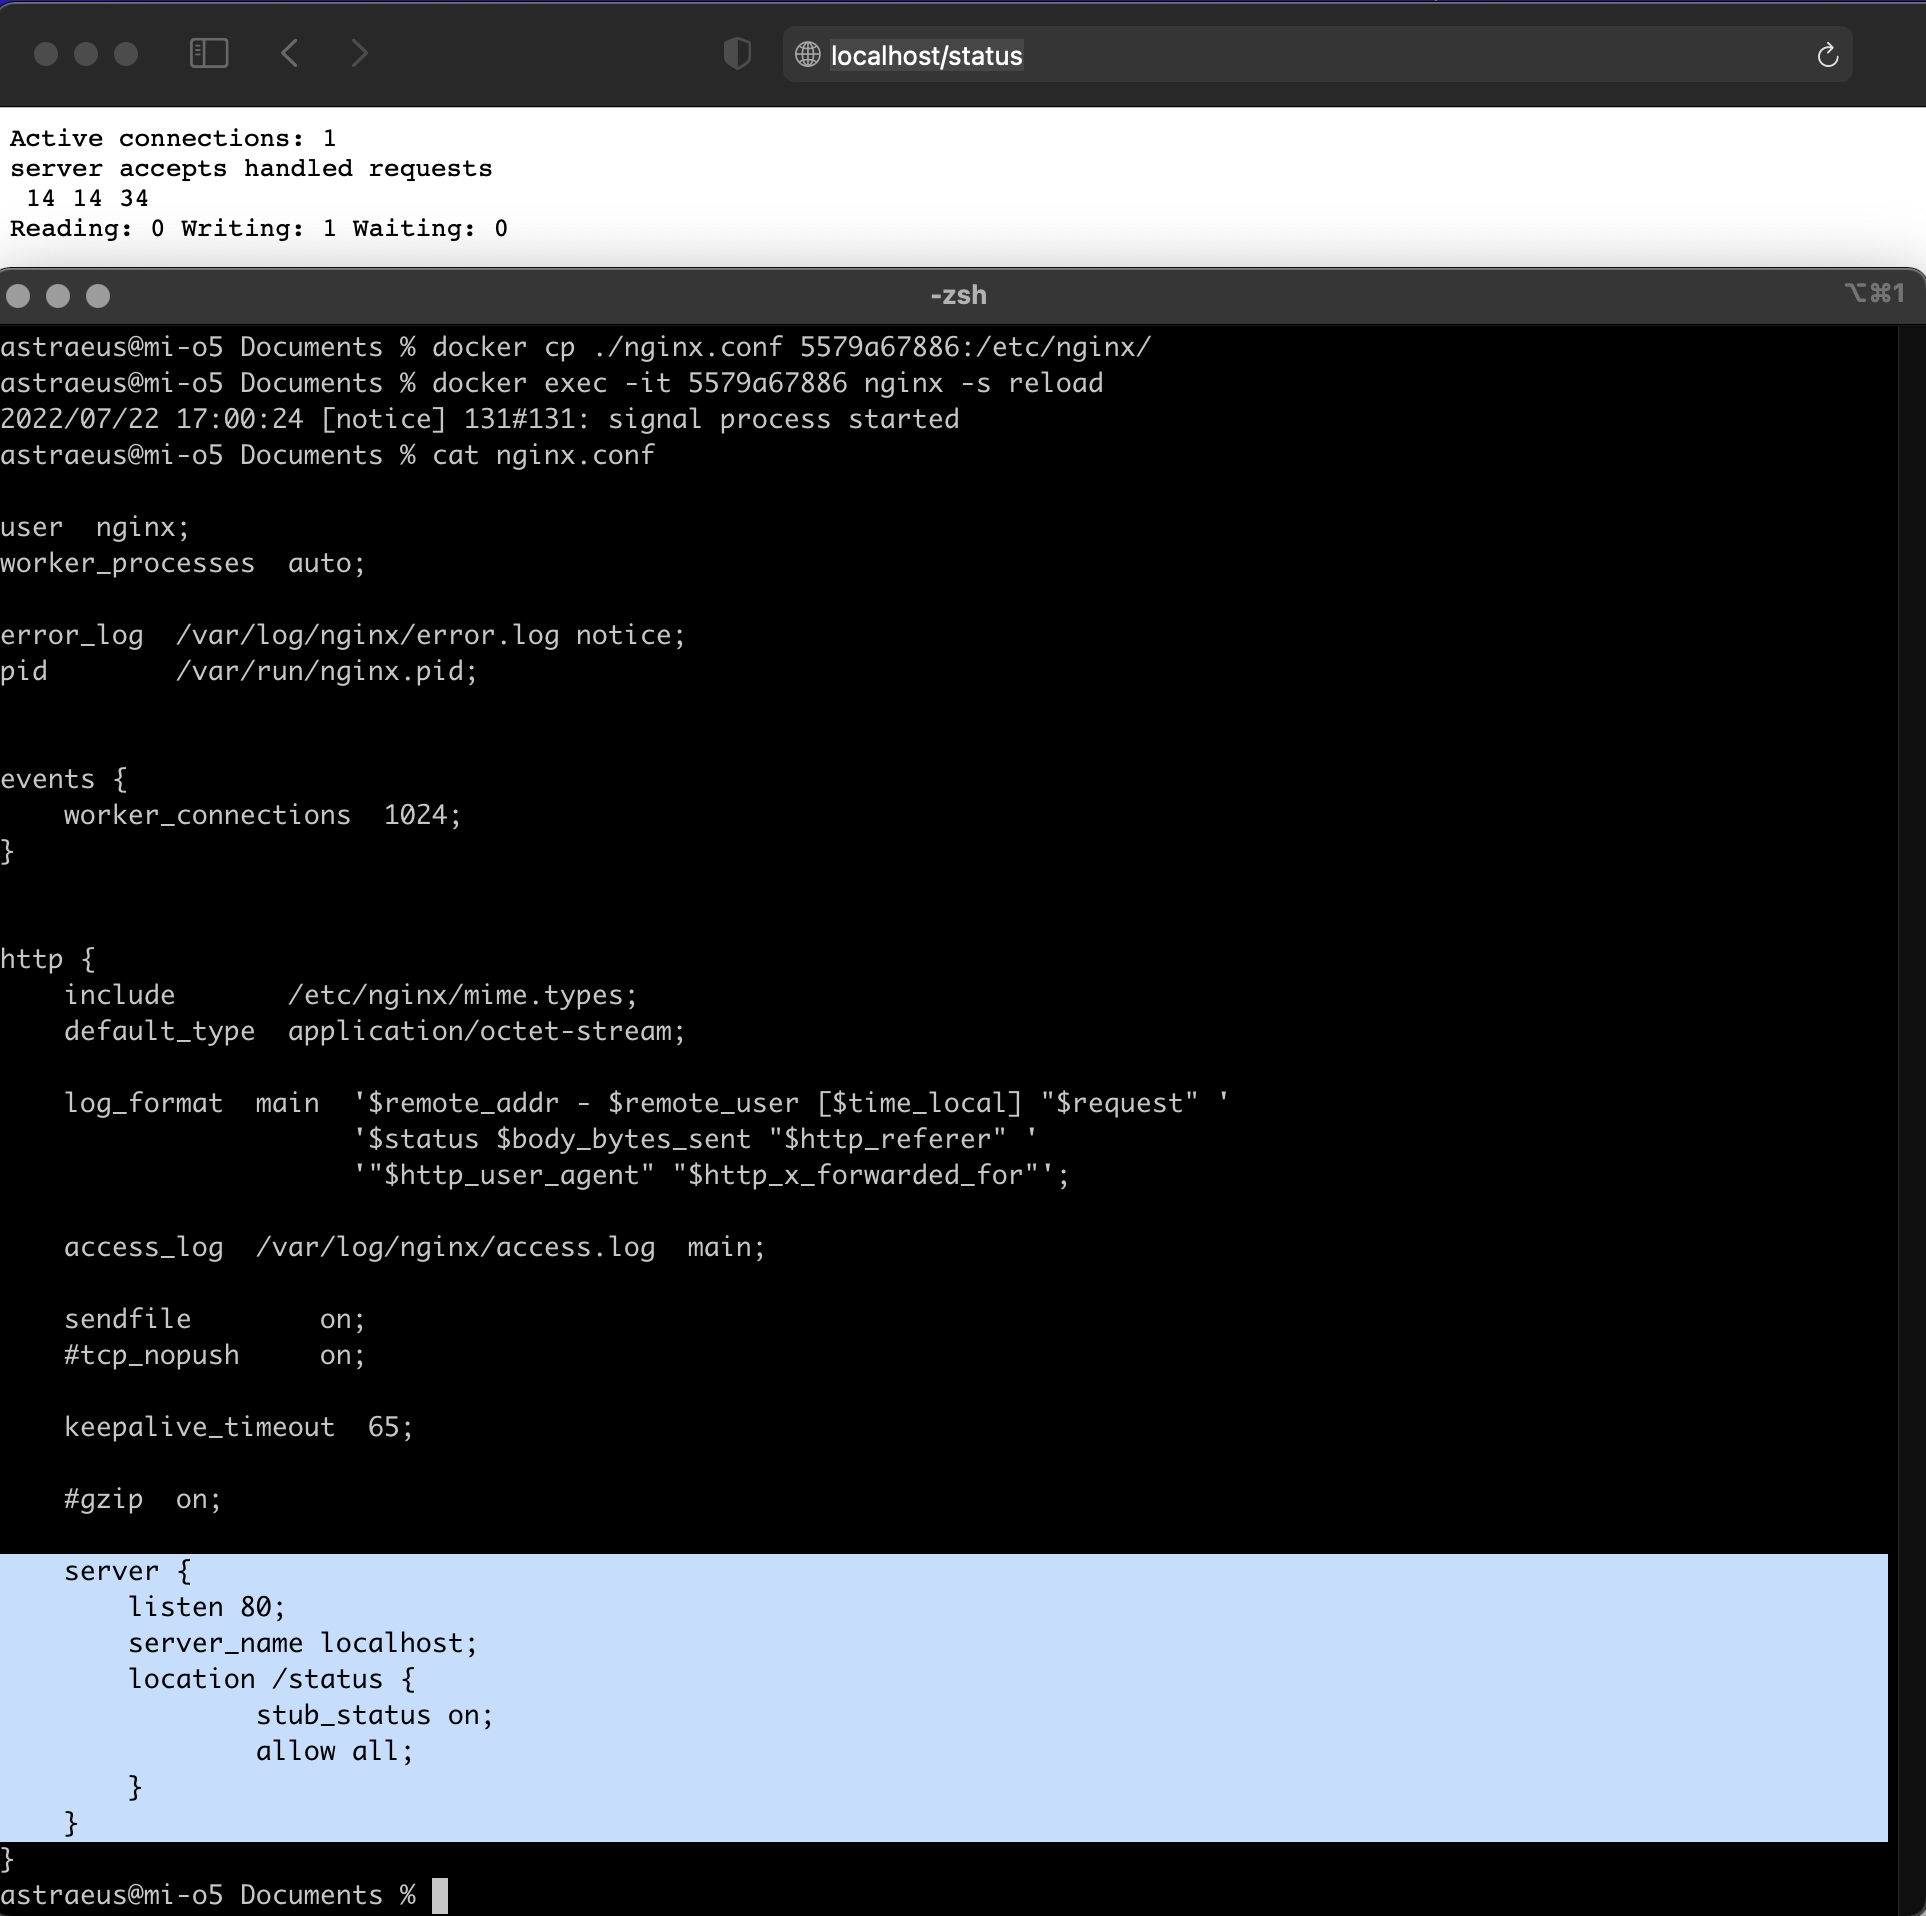 localhost/status
Active connections: 1
server accepts handled requests
 14 14 34
Reading: 0 Writing: 1 Waiting: 0
-zsh
⌥⌘1
astraeus@mi-o5 Documents % docker cp ./nginx.conf 5579a67886:/etc/nginx/
astraeus@mi-o5 Documents % docker exec -it 5579a67886 nginx -s reload
2022/07/22 17:00:24 [notice] 131#131: signal process started
astraeus@mi-o5 Documents % cat nginx.conf

user  nginx;
worker_processes  auto;

error_log  /var/log/nginx/error.log notice;
pid        /var/run/nginx.pid;


events {
    worker_connections  1024;
}


http {
    include       /etc/nginx/mime.types;
    default_type  application/octet-stream;

    log_format  main  '$remote_addr - $remote_user [$time_local] "$request" '
                      '$status $body_bytes_sent "$http_referer" '
                      '"$http_user_agent" "$http_x_forwarded_for"';

    access_log  /var/log/nginx/access.log  main;

    sendfile        on;
    #tcp_nopush     on;

    keepalive_timeout  65;

    #gzip  on;

    server {
        listen 80;
        server_name localhost;
        location /status {
                stub_status on;
                allow all;
        }
    }
}
astraeus@mi-o5 Documents %